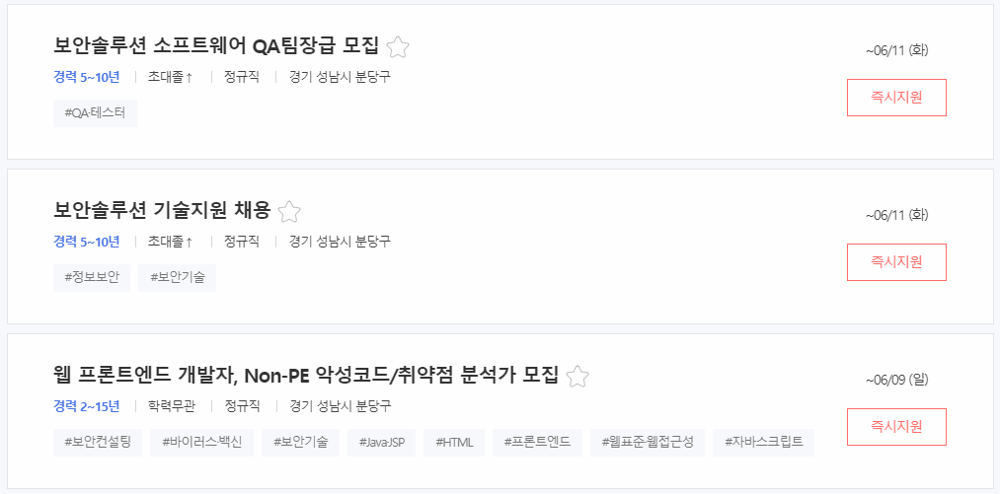 보안솔루션 소프트웨어 QA팀장급 모집
~06/11 (화)
경력 5~10년 초대졸↑ 정규직 경기 성남시 분당구
즉시지원
#QA·테스터
보안솔루션 기술지원 채용
~06/11 (화)
경력 5~10년 초대졸↑ 정규직 경기 성남시 분당구
즉시지원
#정보보안 #보안기술
웹 프론트엔드 개발자, Non-PE 악성코드/취약점 분석가 모집
~06/09 (일)
경력 2~15년 학력무관 정규직 경기 성남시 분당구
즉시지원
#보안컨설팅 #바이러스·백신 #보안기술 #Java·JSP #HTML #프론트엔드 #웹표준·웹접근성 #자바스크립트